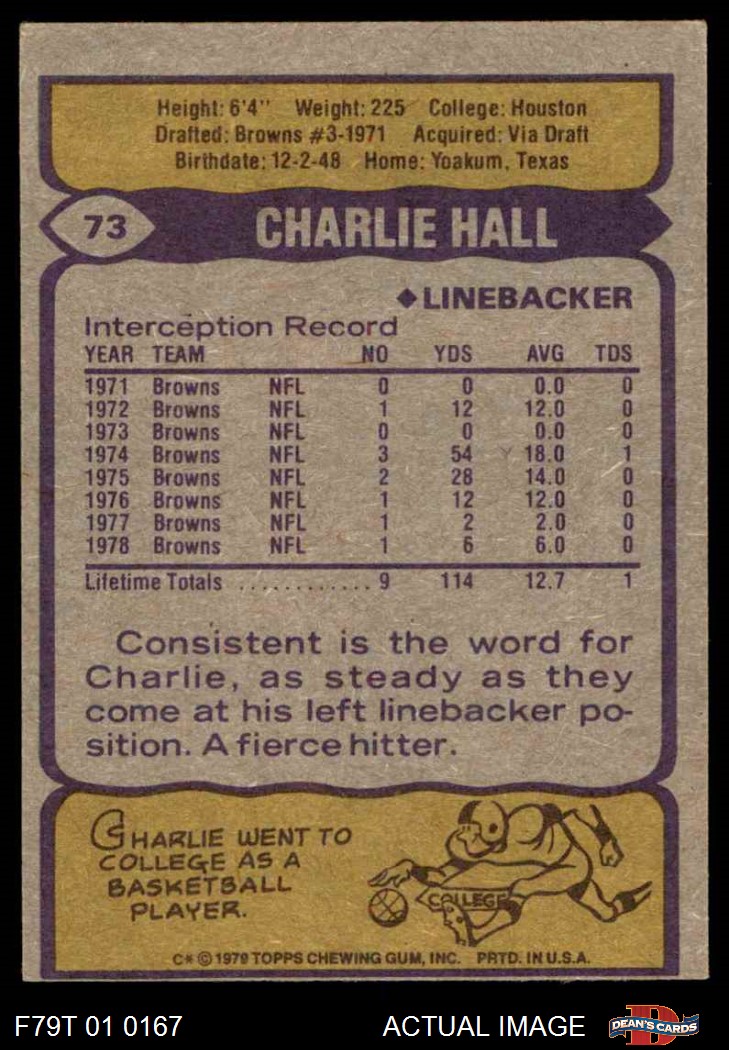 Height: 6'4" Weight: 225 College: Houston
Drafted: Browns #3-1971 Acquired: Via Draft
Birthdate: 12-2-48 Home: Yoakum, Texas
73 CHARLIE HALL
◆LINEBACKER
Interception Record
YEAR TEAM NO YDS AVG TDS
1971 Browns NFL 0 0 0.0 0
1972 Browns NFL 1 12 12.0 0
1973 Browns NFL 0 0 0.0 0
1974 Browns NFL 3 54 18.0 1
1975 Browns NFL 2 28 14.0 0
1976 Browns NFL 1 12 12.0 0
1977 Browns NFL 1 2 2.0 0
1978 Browns NFL 1 6 6.0 0
Lifetime Totals ............ 9 114 12.7 1
Consistent is the word for
Charlie, as steady as they
come at his left linebacker po-
sition. A fierce hitter.
CHARLIE WENT TO
COLLEGE AS A
BASKETBALL
PLAYER.
COLLEGE
C* © 1979 TOPPS CHEWING GUM, INC. PRTD. IN U.S.A.
F79T 01 0167 ACTUAL IMAGE D DEAN'S CARDS